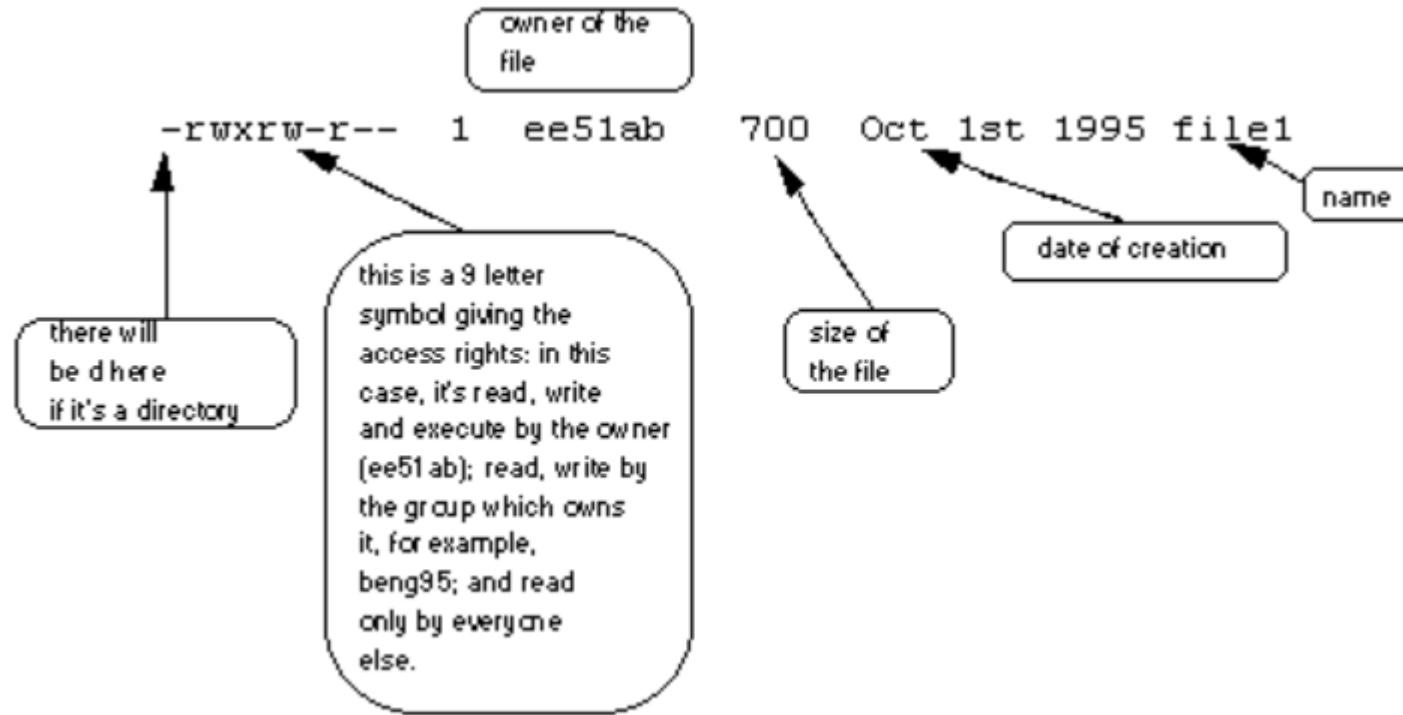 owner of the
file
-rwxrw-r-- 1 ee51ab 700 Oct 1st 1995 file1
name
date of creation
there will
be d here
if it's a directory
this is a 9 letter
symbol giving the
access rights: in this
case, it's read, write
and execute by the owner
(ee51ab); read, write by
the group which owns
it, for example,
beng95; and read
only by everyone
else.
size of
the file